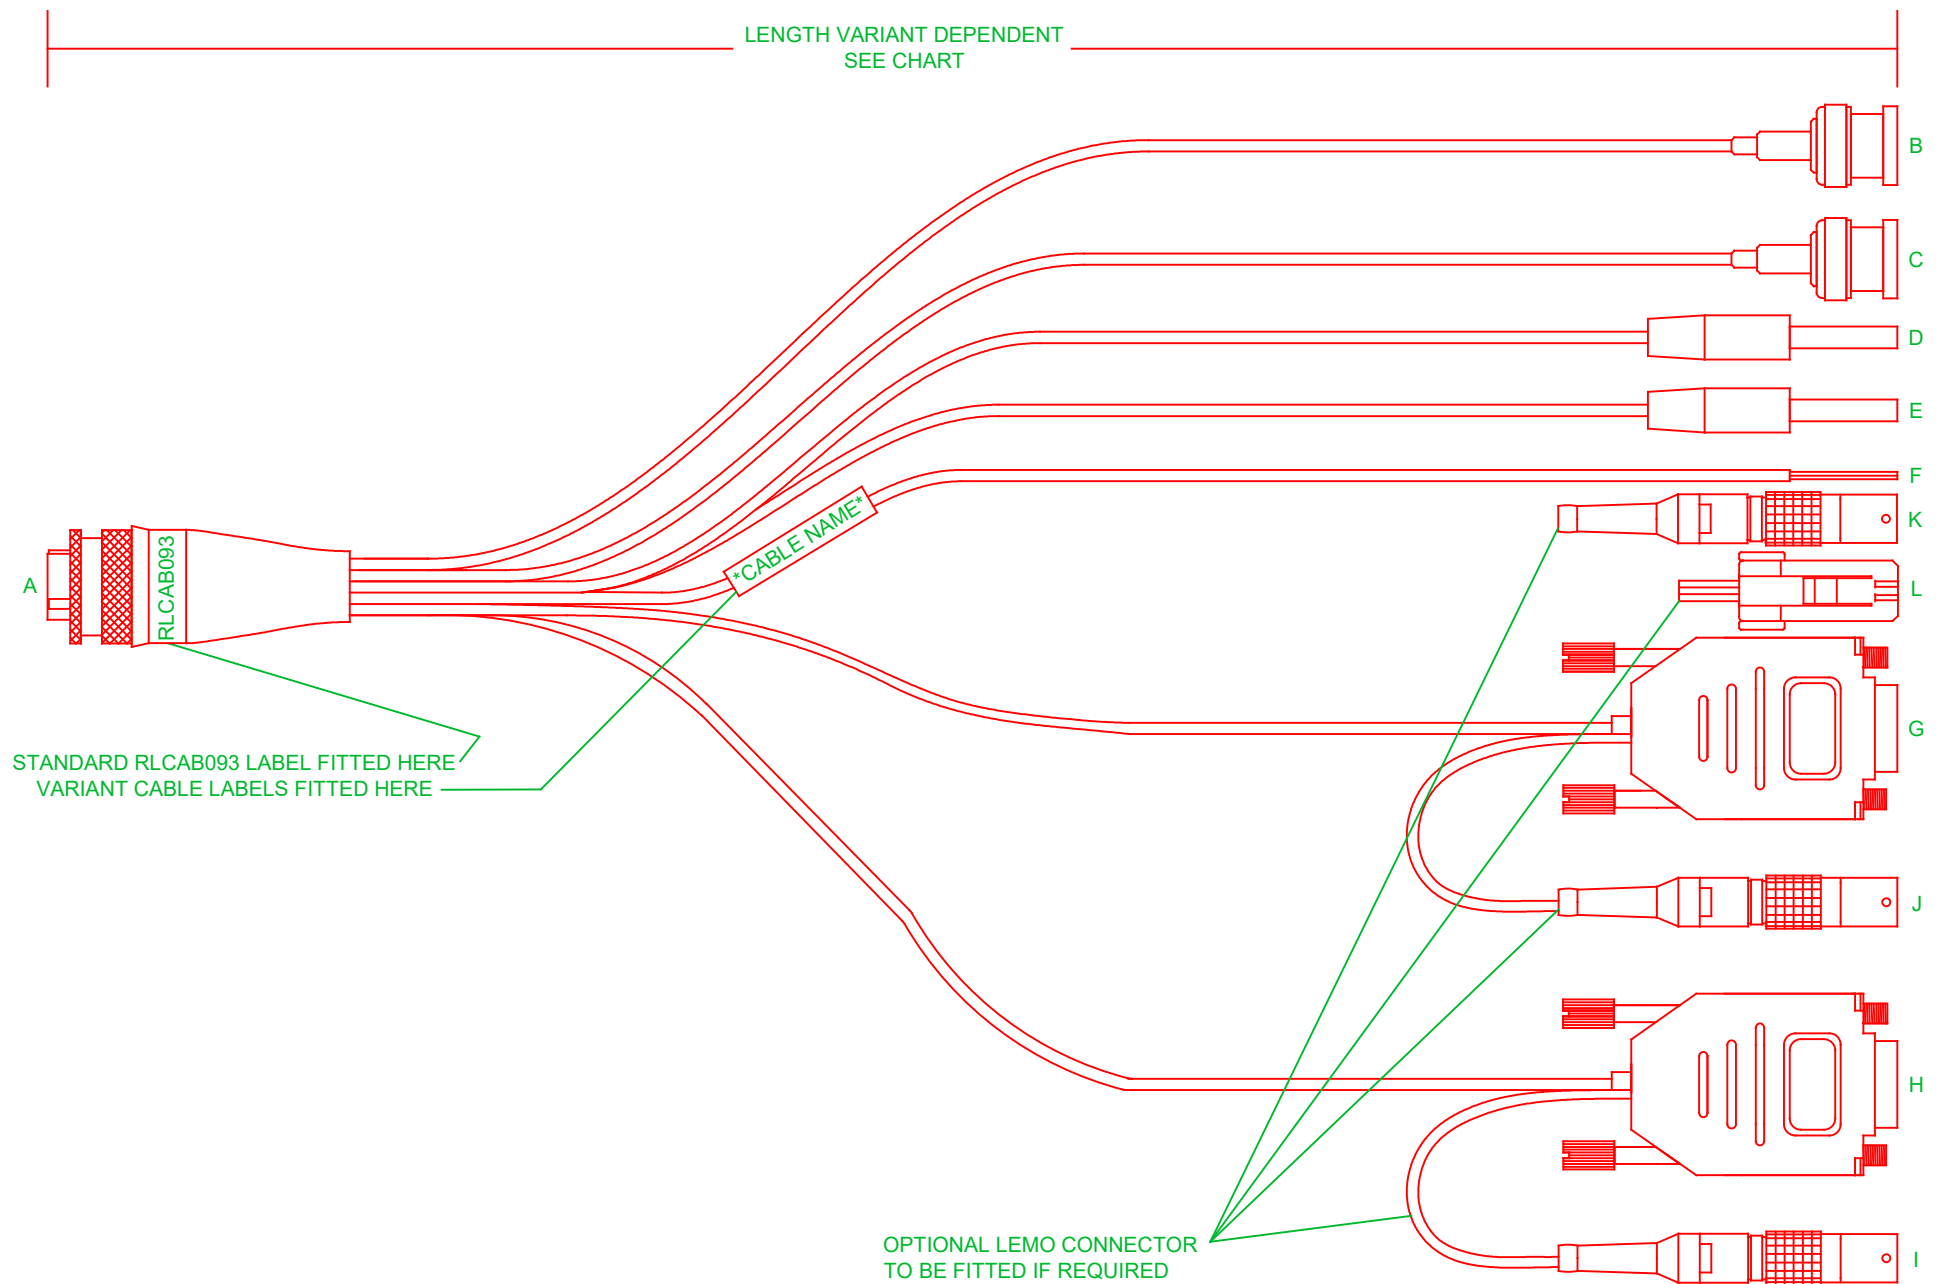 LENGTH VARIANT DEPENDENT
SEE CHART
B
C
D
E
F
K
*CABLE NAME*
A
RLCAB093
L
G
STANDARD RLCAB093 LABEL FITTED HERE
VARIANT CABLE LABELS FITTED HERE
J
H
OPTIONAL LEMO CONNECTOR
TO BE FITTED IF REQUIRED
I